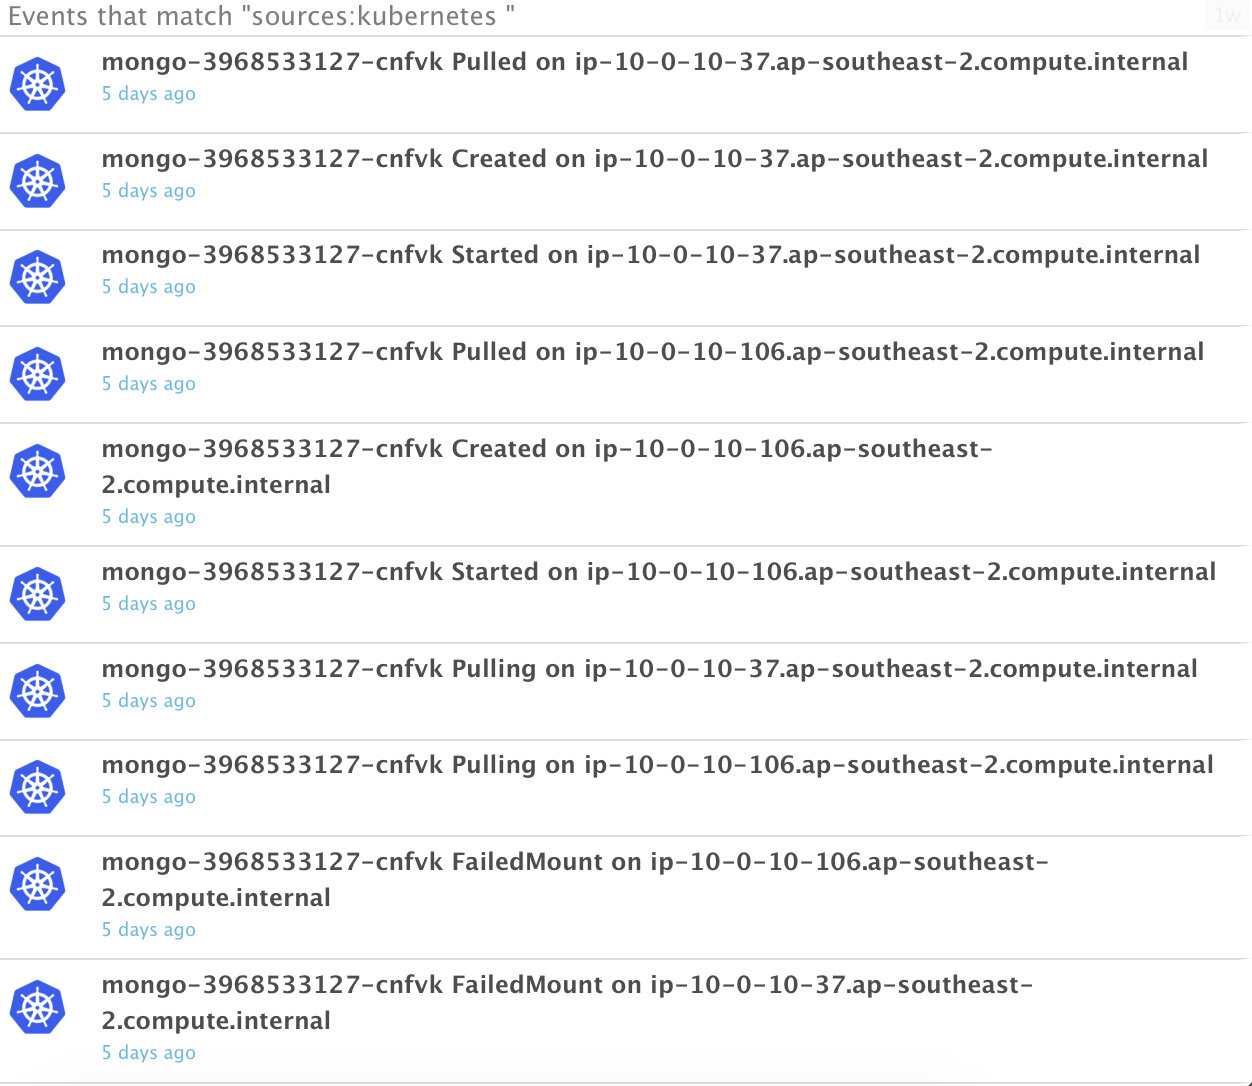 Events that match "sources:kubernetes "
1w
mongo-3968533127-cnfvk Pulled on ip-10-0-10-37.ap-southeast-2.compute.internal
5 days ago
mongo-3968533127-cnfvk Created on ip-10-0-10-37.ap-southeast-2.compute.internal
5 days ago
mongo-3968533127-cnfvk Started on ip-10-0-10-37.ap-southeast-2.compute.internal
5 days ago
mongo-3968533127-cnfvk Pulled on ip-10-0-10-106.ap-southeast-2.compute.internal
5 days ago
mongo-3968533127-cnfvk Created on ip-10-0-10-106.ap-southeast-
2.compute.internal
5 days ago
mongo-3968533127-cnfvk Started on ip-10-0-10-106.ap-southeast-2.compute.internal
5 days ago
mongo-3968533127-cnfvk Pulling on ip-10-0-10-37.ap-southeast-2.compute.internal
5 days ago
mongo-3968533127-cnfvk Pulling on ip-10-0-10-106.ap-southeast-2.compute.internal
5 days ago
mongo-3968533127-cnfvk FailedMount on ip-10-0-10-106.ap-southeast-
2.compute.internal
5 days ago
mongo-3968533127-cnfvk FailedMount on ip-10-0-10-37.ap-southeast-
2.compute.internal
5 days ago